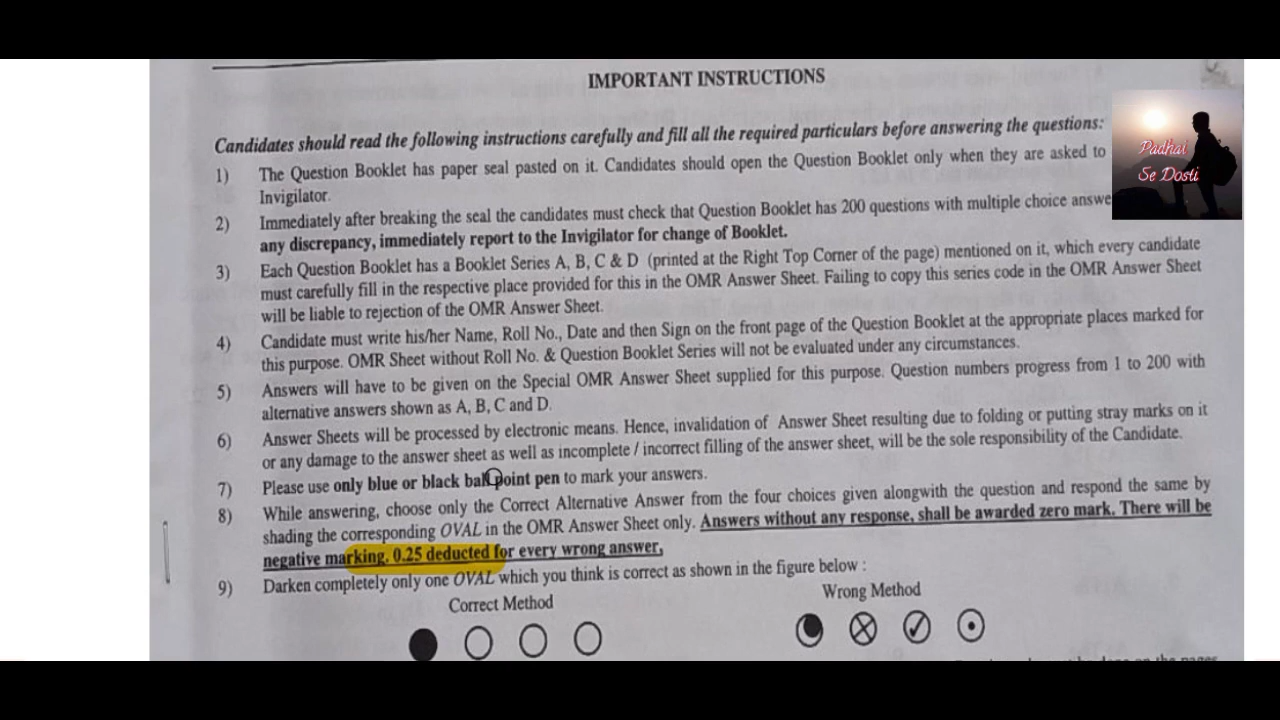 IMPORTANT INSTRUCTIONS
Candidates should read the following instructions carefully and fill all the required particulars before answering the questions:
1) The Question Booklet has paper seal pasted on it. Candidates should open the Question Booklet only when they are asked to
Invigilator.
2) Immediately after breaking the seal the candidates must check that Question Booklet has 200 questions with multiple choice answe
any discrepancy, immediately report to the Invigilator for change of Booklet.
3) Each Question Booklet has a Booklet Series A, B, C & D (printed at the Right Top Corner of the page) mentioned on it, which every candidate
must carefully fill in the respective place provided for this in the OMR Answer Sheet. Failing to copy this series code in the OMR Answer Sheet
will be liable to rejection of the OMR Answer Sheet.
4) Candidate must write his/her Name, Roll No., Date and then Sign on the front page of the Question Booklet at the appropriate places marked for
this purpose. OMR Sheet without Roll No. & Question Booklet Series will not be evaluated under any circumstances.
5) Answers will have to be given on the Special OMR Answer Sheet supplied for this purpose. Question numbers progress from 1 to 200 with
alternative answers shown as A, B, C and D.
6) Answer Sheets will be processed by electronic means. Hence, invalidation of Answer Sheet resulting due to folding or putting stray marks on it
or any damage to the answer sheet as well as incomplete / incorrect filling of the answer sheet, will be the sole responsibility of the Candidate.
7) Please use only blue or black ball point pen to mark your answers.
8) While answering, choose only the Correct Alternative Answer from the four choices given alongwith the question and respond the same by
shading the corresponding OVAL in the OMR Answer Sheet only. Answers without any response, shall be awarded zero mark. There will be
negative marking. 0.25 deducted for every wrong answer.
9) Darken completely only one OVAL which you think is correct as shown in the figure below :
Correct Method
Wrong Method
Padhai
Se Dosti